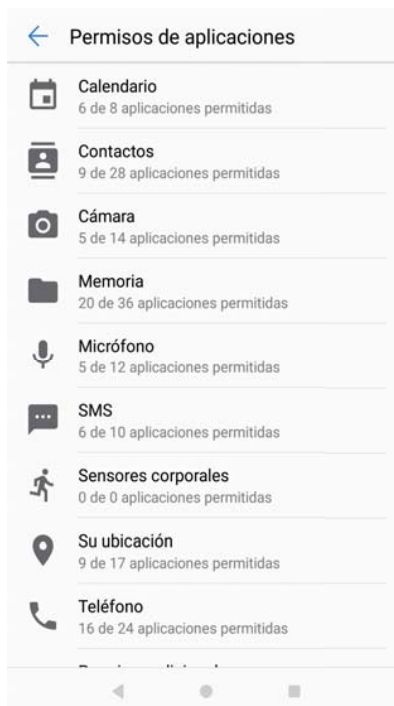 Permisos de aplicaciones
Calendario
6 de 8 aplicaciones permitidas
Contactos
9 de 28 aplicaciones permitidas
Cámara
5 de 14 aplicaciones permitidas
Memoria
20 de 36 aplicaciones permitidas
Micrófono
5 de 12 aplicaciones permitidas
SMS
6 de 10 aplicaciones permitidas
Sensores corporales
0 de 0 aplicaciones permitidas
Su ubicación
9 de 17 aplicaciones permitidas
Teléfono
16 de 24 aplicaciones permitidas